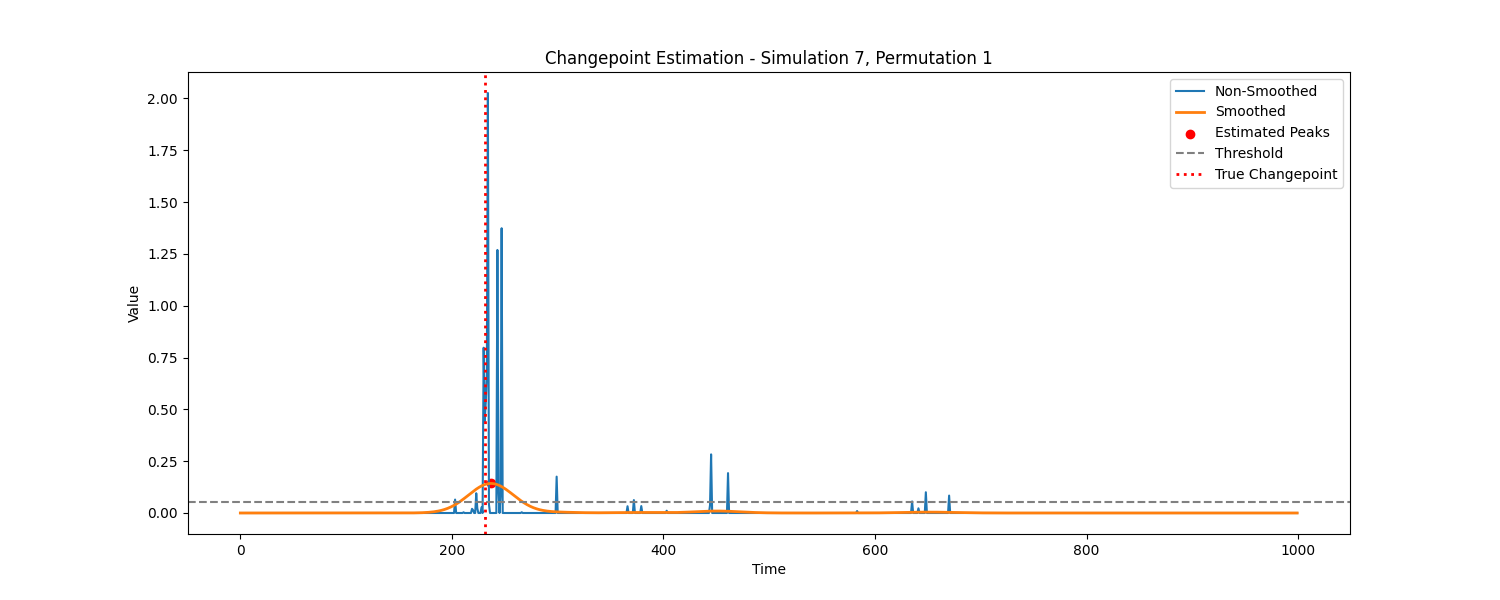 Changepoint Estimation - Simulation 7, Permutation 1
Non-Smoothed
Smoothed
Estimated Peaks
Threshold
True Changepoint
2.00
1.75
1.50
1.25
1.00
0.75
0.50
0.25
0.00
Value
0
200
400
600
800
1000
Time